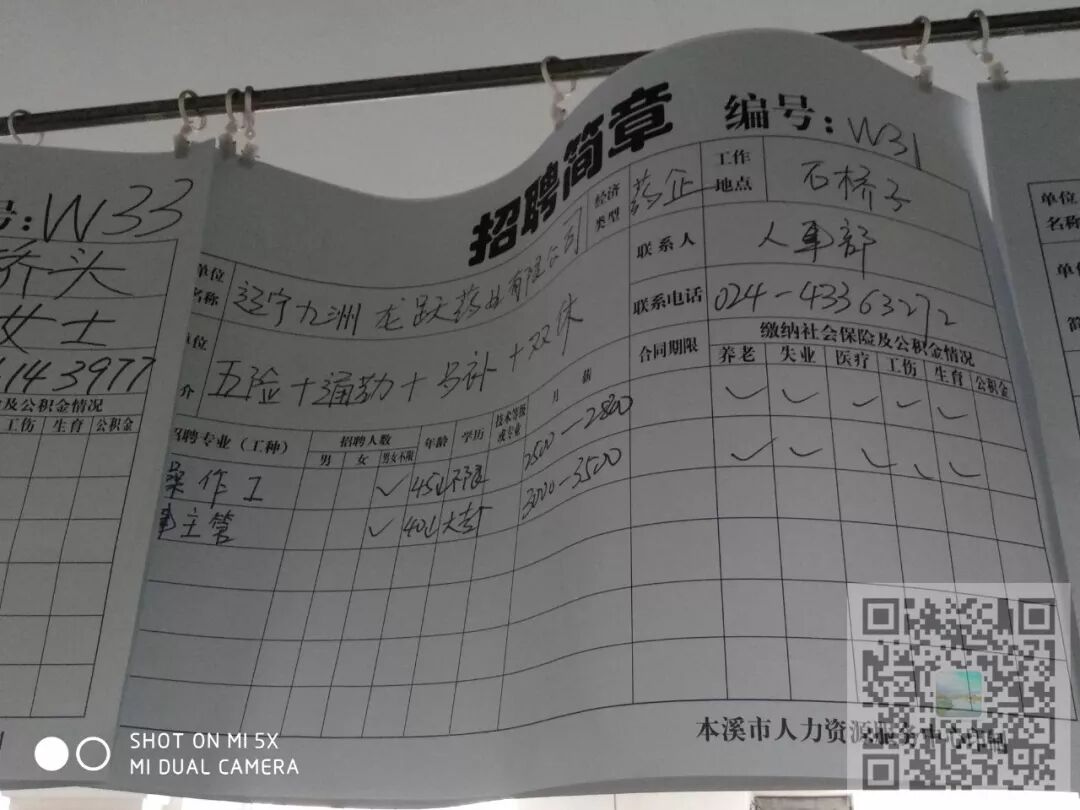 号:W33
桥头
女士
143977
及公积金情况
工伤 生育 公积金
招聘简章 编号:W31
单位名称 辽宁九洲龙跃药业有限公司 经济类型 药企 工作地点 石桥子
联系人 人事部
联系电话 024-43363272
单位 介 五险+通勤+午补+双休
合同期限 缴纳社会保险及公积金情况
养老 失业 医疗 工伤 生育 公积金
招聘专业(工种) 招聘人数 年龄 学历 技术等级或专业 月薪
男 女 男女不限
操作工 ✓ 45以 不限 2500-2800 ✓ ✓ ✓ ✓ ✓
主管 ✓ 40以 大专 3000-3500 ✓ ✓ ✓ ✓ ✓
本溪市人力资源服务
单位名称
单位
SHOT ON MI 5X
MI DUAL CAMERA